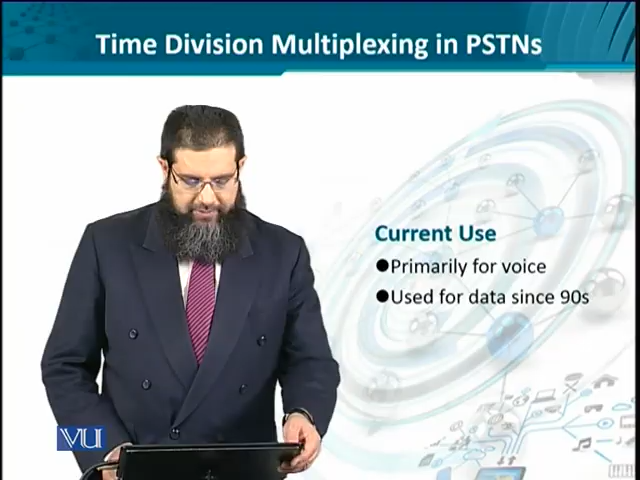 Time Division Multiplexing in PSTNs
Current Use
●Primarily for voice
●Used for data since 90s
VU